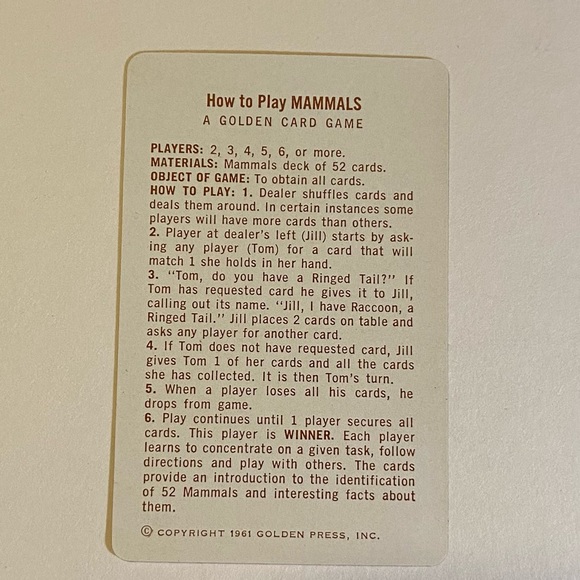 How to Play MAMMALS
A GOLDEN CARD GAME
PLAYERS: 2, 3, 4, 5, 6, or more.
MATERIALS: Mammals deck of 52 cards.
OBJECT OF GAME: To obtain all cards.
HOW TO PLAY: 1. Dealer shuffles cards and
deals them around. In certain instances some
players will have more cards than others.
2. Player at dealer's left (Jill) starts by ask-
ing any player (Tom) for a card that will
match 1 she holds in her hand.
3. "Tom, do you have a Ringed Tail?" If
Tom has requested card he gives it to Jill,
calling out its name. "Jill, I have Raccoon, a
Ringed Tail." Jill places 2 cards on table and
asks any player for another card.
4. If Tom does not have requested card, Jill
gives Tom 1 of her cards and all the cards
she has collected. It is then Tom's turn.
5. When a player loses all his cards, he
drops from game.
6. Play continues until 1 player secures all
cards. This player is WINNER. Each player
learns to concentrate on a given task, follow
directions and play with others. The cards
provide an introduction to the identification
of 52 Mammals and interesting facts about
them.
© COPYRIGHT 1961 GOLDEN PRESS, INC.